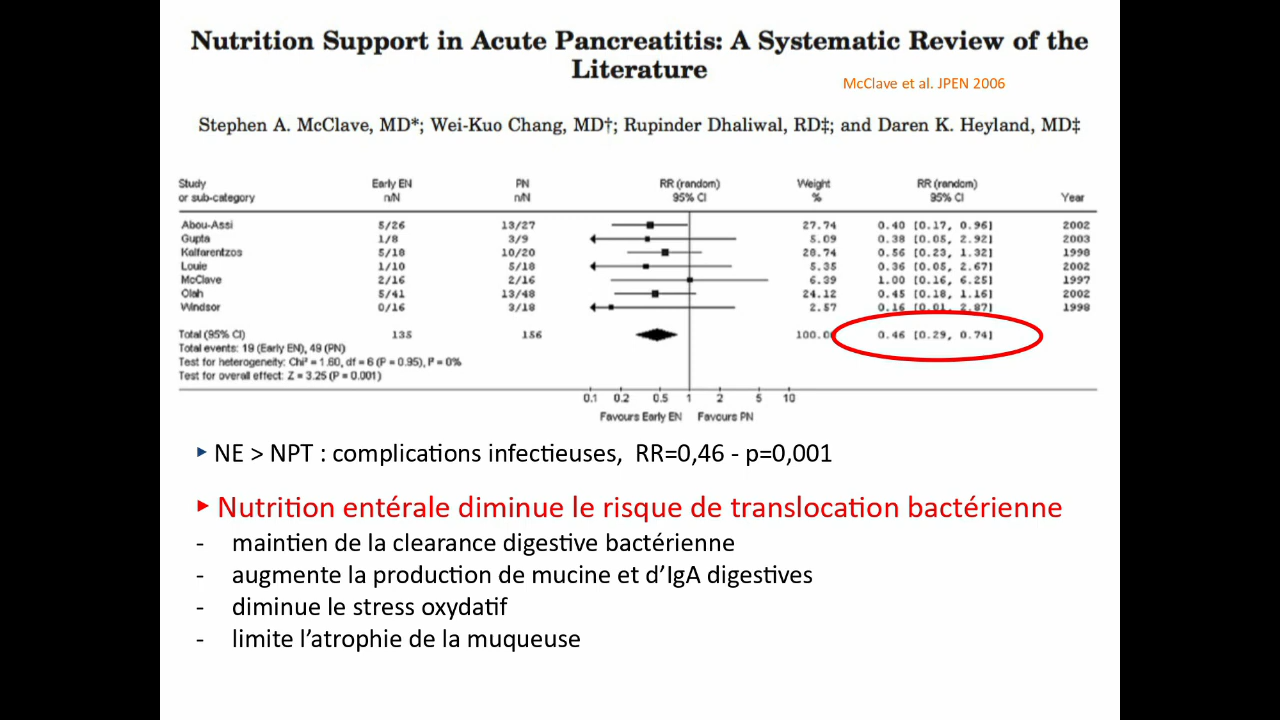 Nutrition Support in Acute Pancreatitis: A Systematic Review of the
Literature
McClave et al. JPEN 2006
Stephen A. McClave, MD*; Wei-Kuo Chang, MD†; Rupinder Dhaliwal, RD‡; and Daren K. Heyland, MD‡
Study Early EN PN RR (random) Weight RR (random)
or sub-category n/N n/N 95% CI % 95% CI Year
Abou-Assi 5/26 13/27 27.74 0.40 [0.17, 0.96] 2002
Gupta 1/8 3/9 5.09 0.38 [0.05, 2.92] 2003
Kalfarentzos 5/18 10/20 28.74 0.56 [0.23, 1.32] 1998
Louie 1/10 5/18 5.35 0.36 [0.05, 2.67] 2002
McClave 2/16 2/16 6.39 1.00 [0.16, 6.25] 1997
Olah 5/41 13/48 24.12 0.45 [0.18, 1.16] 2002
Windsor 0/16 3/18 2.57 0.16 [0.01, 2.87] 1998
Total (95% CI) 135 156 100.0 0.46 [0.29, 0.74]
Total events: 19 (Early EN), 49 (PN)
Test for heterogeneity: Chi² = 1.60, df = 6 (P = 0.95), I² = 0%
Test for overall effect: Z = 3.25 (P = 0.001)
0.1 0.2 0.5 1 2 5 10
Favours Early EN Favours PN
▸ NE > NPT : complications infectieuses, RR=0,46 - p=0,001
▸ Nutrition entérale diminue le risque de translocation bactérienne
- maintien de la clearance digestive bactérienne
- augmente la production de mucine et d’IgA digestives
- diminue le stress oxydatif
- limite l’atrophie de la muqueuse